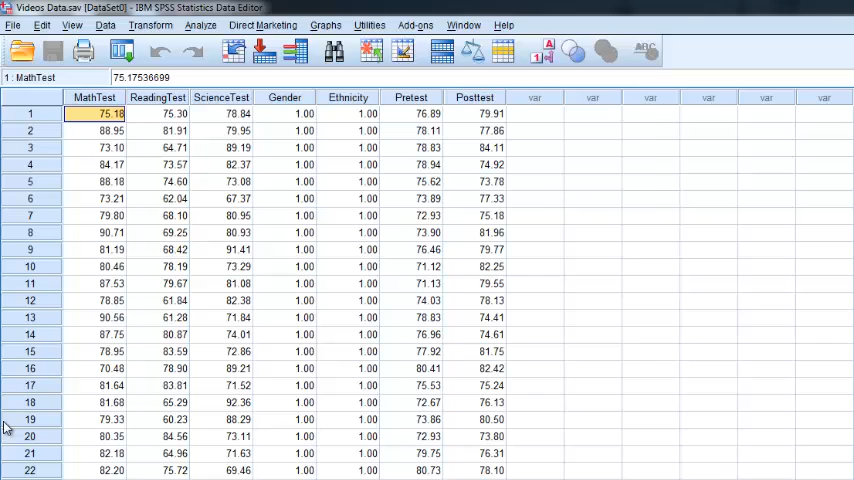 Videos Data.sav [DataSet0] - IBM SPSS Statistics Data Editor
File Edit View Data Transform Analyze Direct Marketing Graphs Utilities Add-ons Window Help
1 : MathTest 75.17536699
MathTest ReadingTest ScienceTest Gender Ethnicity Pretest Posttest var var var var var var
1 75.18 75.30 78.84 1.00 1.00 76.89 79.91
2 88.95 81.91 79.95 1.00 1.00 78.11 77.86
3 73.10 64.71 89.19 1.00 1.00 78.83 84.11
4 84.17 73.57 82.37 1.00 1.00 78.94 74.92
5 88.18 74.60 73.08 1.00 1.00 75.62 73.78
6 73.21 62.04 67.37 1.00 1.00 73.89 77.33
7 79.80 68.10 80.95 1.00 1.00 72.93 75.18
8 90.71 69.25 80.93 1.00 1.00 73.90 81.96
9 81.19 68.42 91.41 1.00 1.00 76.46 79.77
10 80.46 78.19 73.29 1.00 1.00 71.12 82.25
11 87.53 79.67 81.08 1.00 1.00 71.13 79.55
12 78.85 61.84 82.38 1.00 1.00 74.03 78.13
13 90.56 61.28 71.84 1.00 1.00 78.83 74.41
14 87.75 80.87 74.01 1.00 1.00 76.96 74.61
15 78.95 83.59 72.86 1.00 1.00 77.92 81.75
16 70.48 78.90 89.21 1.00 1.00 80.41 82.42
17 81.64 83.81 71.52 1.00 1.00 75.53 75.24
18 81.68 65.29 92.36 1.00 1.00 72.67 76.13
19 79.33 60.23 88.29 1.00 1.00 73.86 80.50
20 80.35 84.56 73.11 1.00 1.00 72.93 73.80
21 82.18 64.96 71.63 1.00 1.00 79.75 76.31
22 82.20 75.72 69.46 1.00 1.00 80.73 78.10